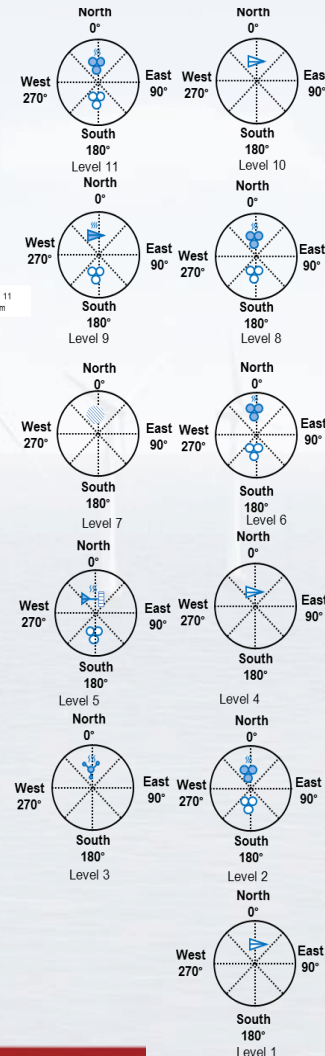 North
0°
West
270°
East
90°
South
180°
Level 11
North
0°
West
270°
East
90°
South
180°
Level 10
North
0°
West
270°
East
90°
South
180°
Level 9
North
0°
West
270°
East
90°
South
180°
Level 8
11
m
North
0°
West
270°
East
90°
South
180°
Level 7
North
0°
West
270°
East
90°
South
180°
Level 6
North
0°
West
270°
East
90°
South
180°
Level 5
North
0°
West
270°
East
90°
South
180°
Level 4
North
0°
West
270°
East
90°
South
180°
Level 3
North
0°
West
270°
East
90°
South
180°
Level 2
North
0°
West
270°
East
90°
South
180°
Level 1